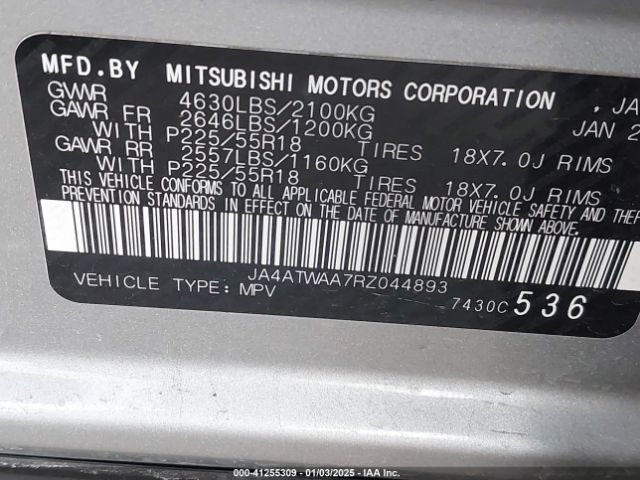 MFD.BY MITSUBISHI MOTORS CORPORATION , JA
GVWR 4630LBS/2100KG JAN 2
GAWR FR 2646LBS/1200KG
WITH P225/55R18 TIRES 18X7.0J RIMS
GAWR RR 2557LBS/1160KG
WITH P225/55R18 TIRES 18X7.0J RIMS
THIS VEHICLE CONFORMS TO ALL APPLICABLE FEDERAL MOTOR VEHICLE SAFETY AND THEF
PREVENTION STANDARDS IN EFFECT ON THE DATE OF MANUFACTURE SHOWN ABOVE.
JA4ATWAA7RZ044893
VEHICLE TYPE: MPV 7430C 536
000-41255309 - 01/03/2025 - IAA Inc.